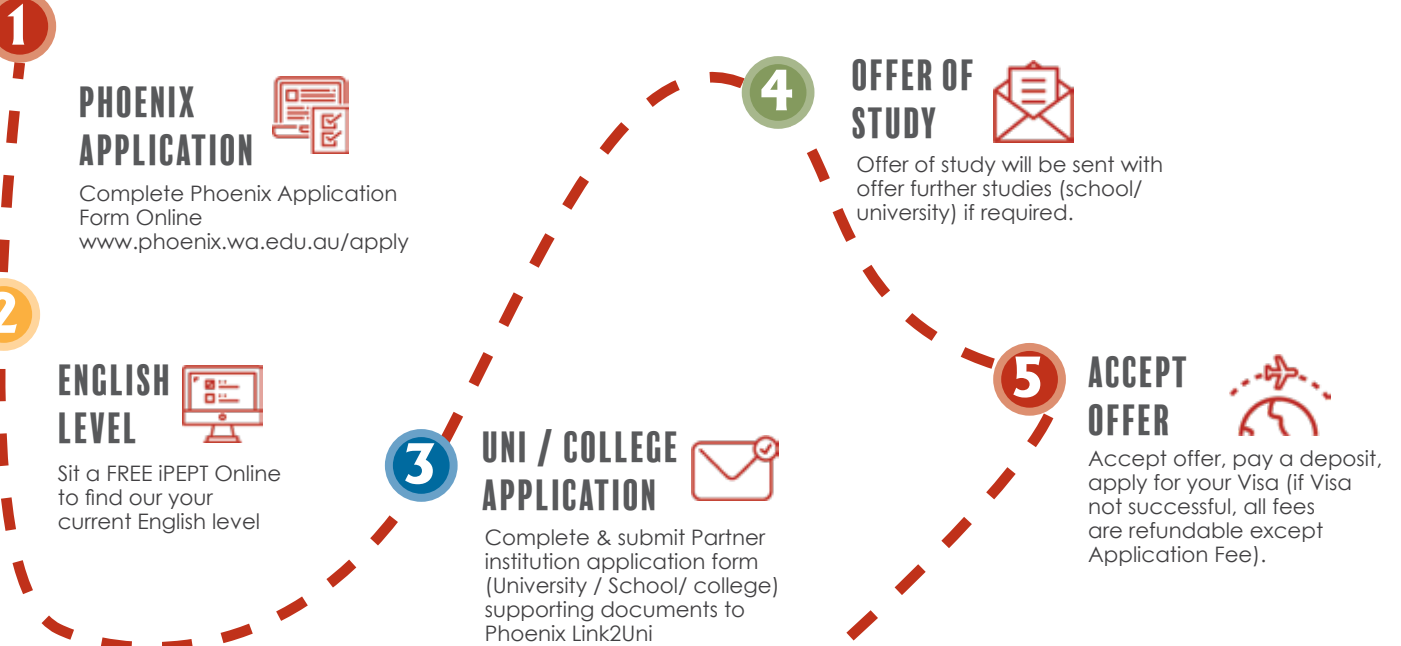 1
PHOENIX
APPLICATION
Complete Phoenix Application
Form Online
www.phoenix.wa.edu.au/apply
2
ENGLISH
LEVEL
Sit a FREE iPEPT Online
to find our your
current English level
3
UNI / COLLEGE
APPLICATION
Complete & submit Partner
institution application form
(University / School/ college)
supporting documents to
Phoenix Link2Uni
4
OFFER OF
STUDY
Offer of study will be sent with
offer further studies (school/
university) if required.
5
ACCEPT
OFFER
Accept offer, pay a deposit,
apply for your Visa (if Visa
not successful, all fees
are refundable except
Application Fee).